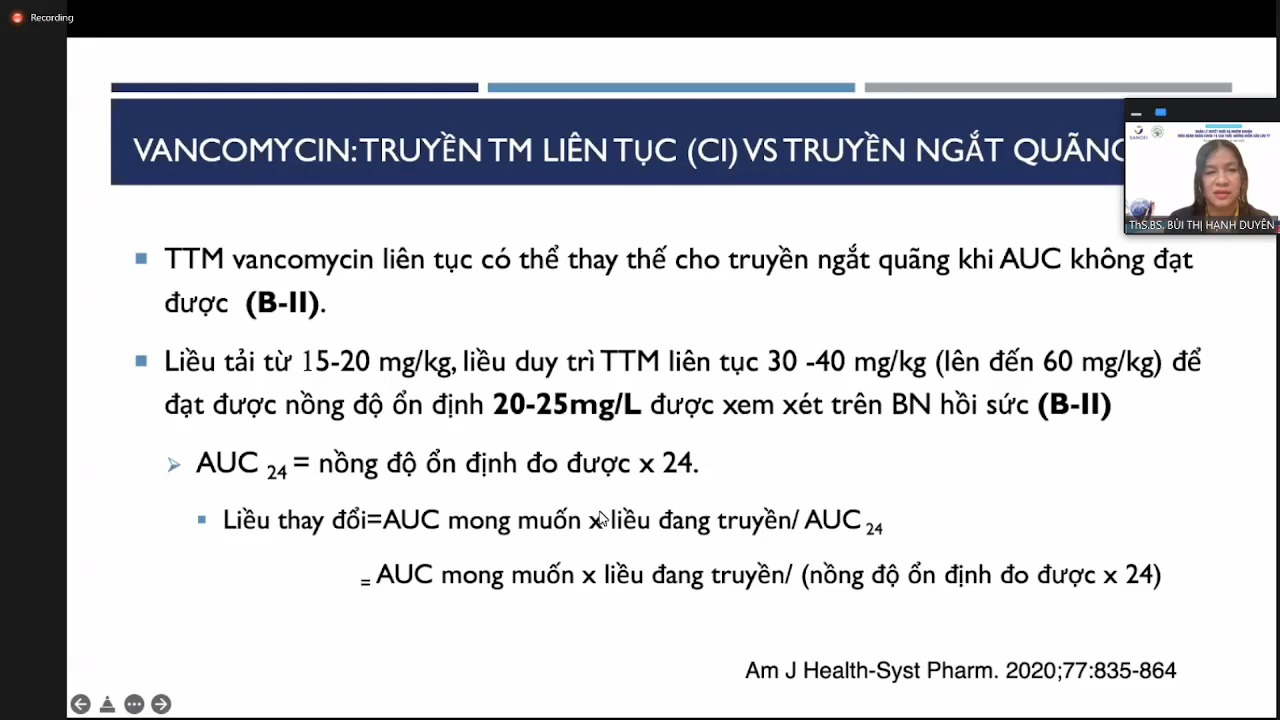 Recording
VANCOMYCIN: TRUYỀN TM LIÊN TỤC (CI) VS TRUYỀN NGẮT QUÃNG
ThS.BS. BÙI THỊ HẠNH DUYÊN
TTM vancomycin liên tục có thể thay thế cho truyền ngắt quãng khi AUC không đạt
được (B-II).
Liều tải từ 15-20 mg/kg, liều duy trì TTM liên tục 30 -40 mg/kg (lên đến 60 mg/kg) để
đạt được nồng độ ổn định 20-25mg/L được xem xét trên BN hồi sức (B-II)
AUC 24 = nồng độ ổn định đo được x 24.
Liều thay đổi=AUC mong muốn x liều đang truyền/ AUC 24
= AUC mong muốn x liều đang truyền/ (nồng độ ổn định đo được x 24)
Am J Health-Syst Pharm. 2020;77:835-864